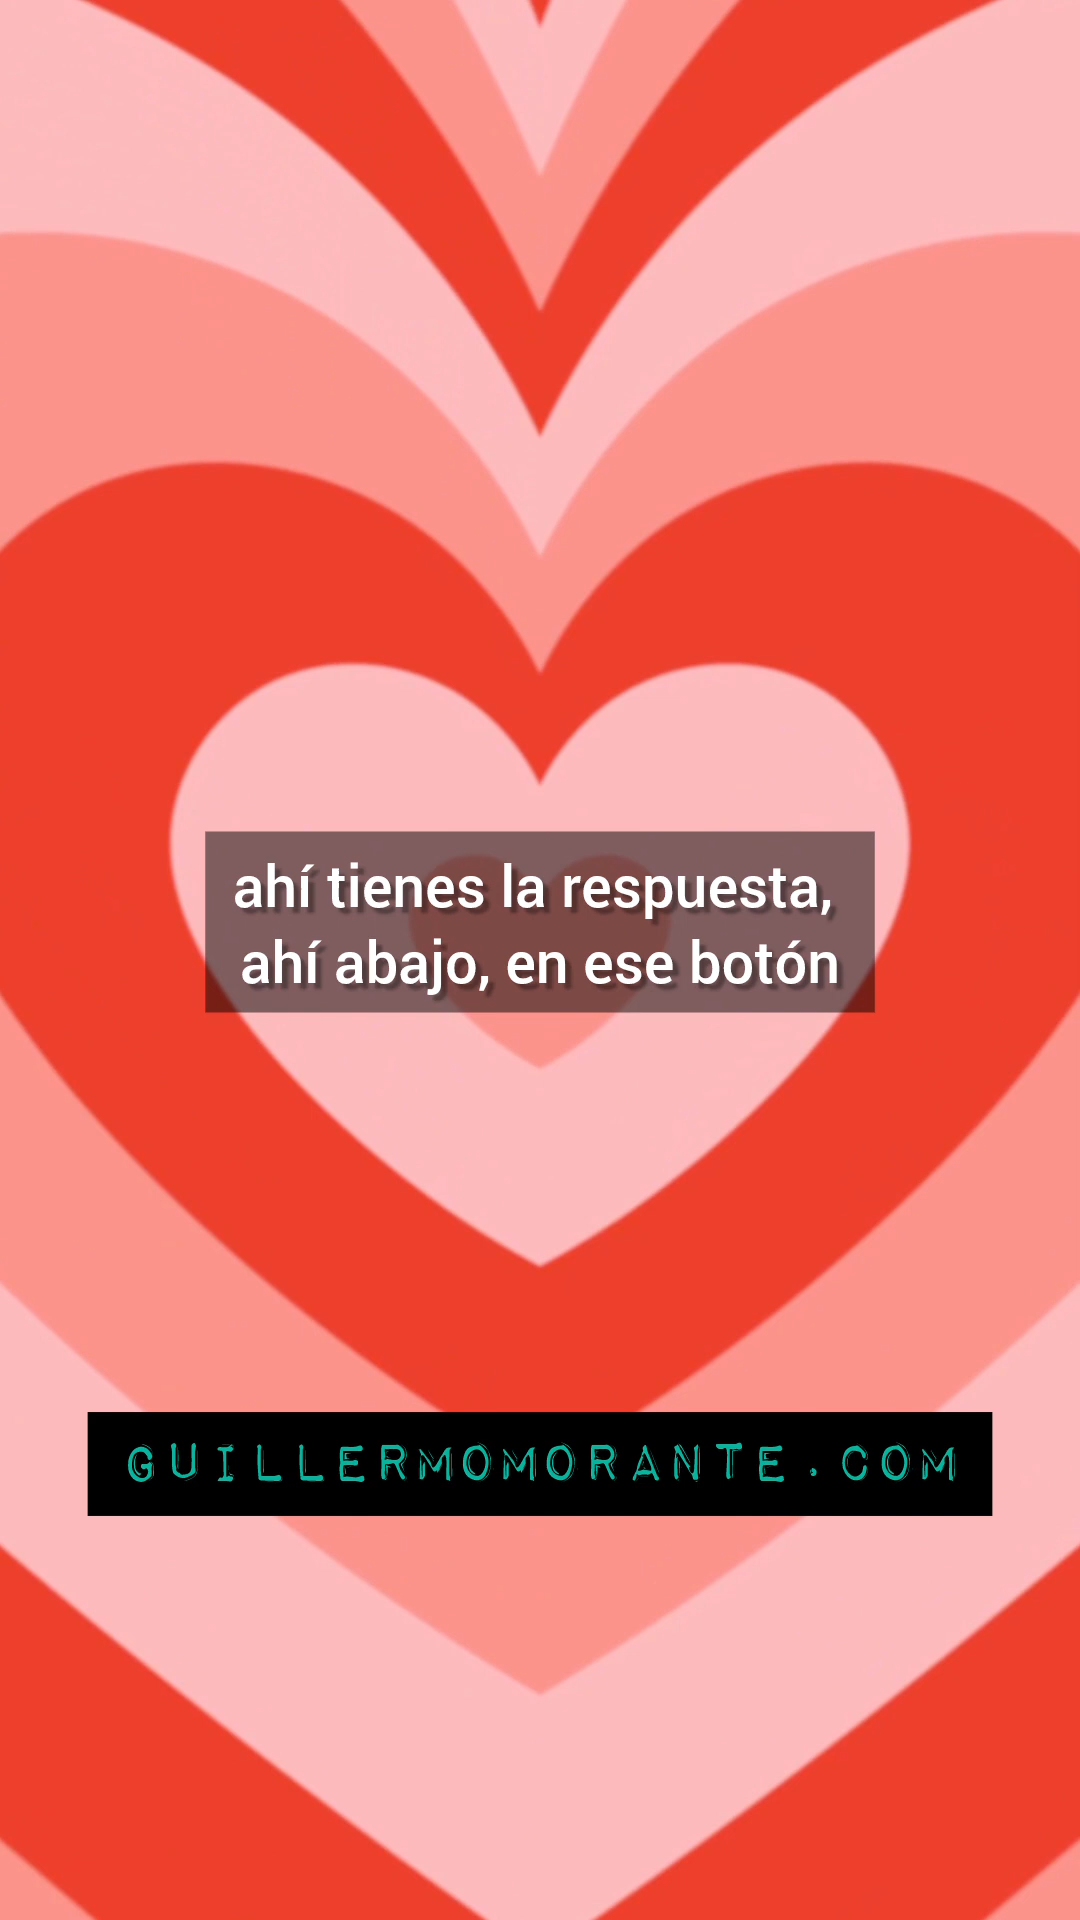 ahí tienes la respuesta,
ahí abajo, en ese botón
GUILLERMOMORANTE.COM